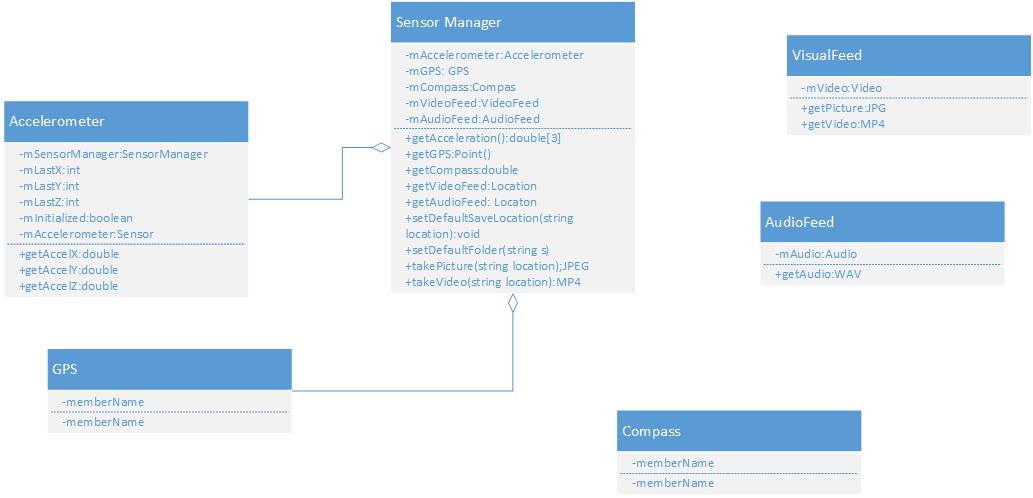 Sensor Manager
-mAccelerometer:Accelerometer
-mGPS: GPS
-mCompass:Compas
-mVideoFeed:VideoFeed
-mAudioFeed:AudioFeed
+getAcceleration():double[3]
+getGPS:Point()
+getCompass:double
+getVideoFeed:Location
+getAudioFeed: Locaton
+setDefaultSaveLocation(string
location):void
+setDefaultFolder(string s)
+takePicture(string location);JPEG
+takeVideo(string location):MP4
VisualFeed
-mVideo:Video
+getPicture:JPG
+getVideo:MP4
Accelerometer
-mSensorManager:SensorManager
-mLastX:int
-mLastY:int
-mLastZ:int
-mInitialized:boolean
-mAccelerometer:Sensor
+getAccelX:double
+getAccelY:double
+getAccelZ:double
AudioFeed
-mAudio:Audio
+getAudio:WAV
GPS
-memberName
-memberName
Compass
-memberName
-memberName